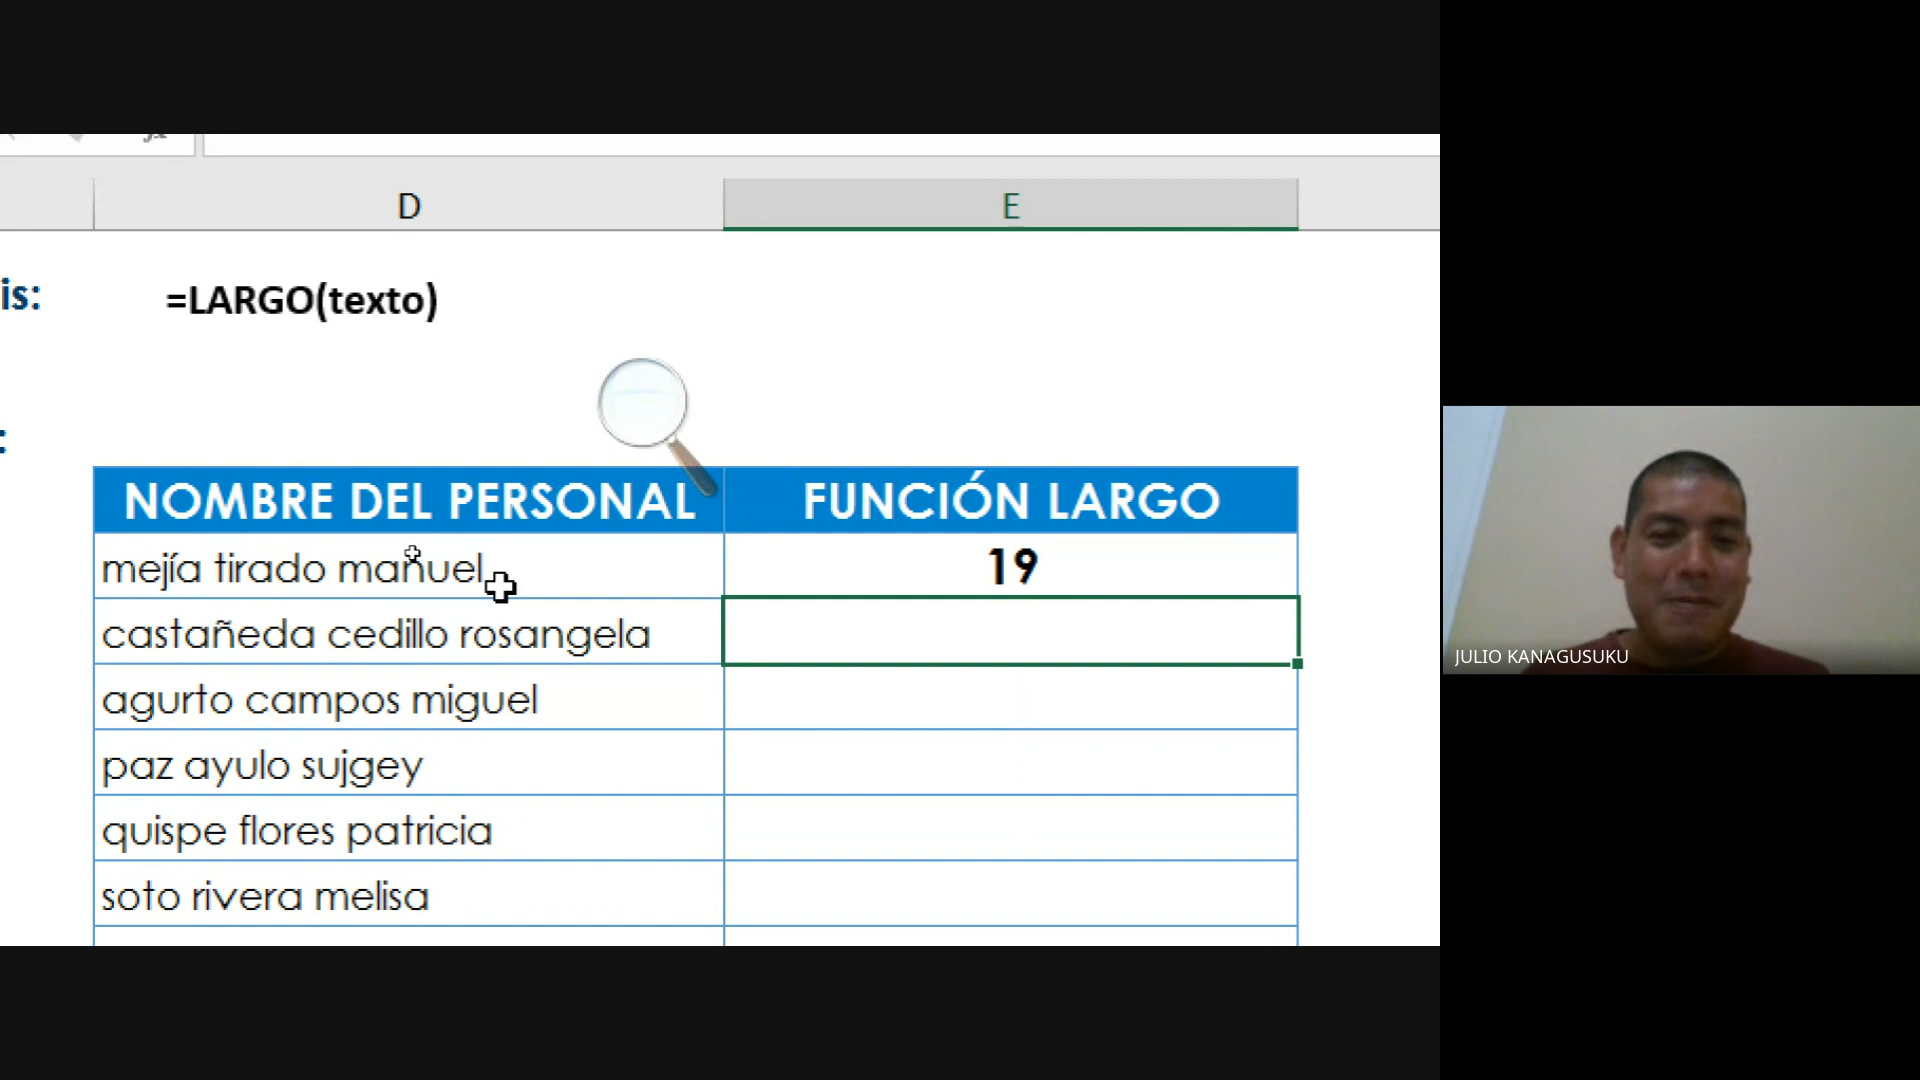 D E
is: =LARGO(texto)
:
NOMBRE DEL PERSONAL FUNCIÓN LARGO
mejía tirado manuel 19
castañeda cedillo rosangela
agurto campos miguel
paz ayulo sujgey
quispe flores patricia
soto rivera melisa
JULIO KANAGUSUKU